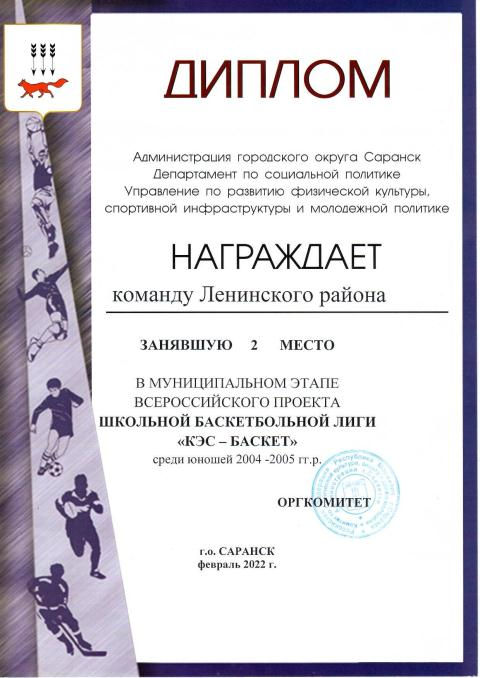 ДИПЛОМ
Администрация городского округа Саранск
Департамент по социальной политике
Управление по развитию физической культуры,
спортивной инфраструктуры и молодежной политике
НАГРАЖДАЕТ
команду Ленинского района
ЗАНЯВШУЮ 2 МЕСТО
В МУНИЦИПАЛЬНОМ ЭТАПЕ
ВСЕРОССИЙСКОГО ПРОЕКТА
ШКОЛЬНОЙ БАСКЕТБОЛЬНОЙ ЛИГИ
«КЭС – БАСКЕТ»
среди юношей 2004 -2005 гг.р.
ОРГКОМИТЕТ
г.о. САРАНСК
февраль 2022 г.